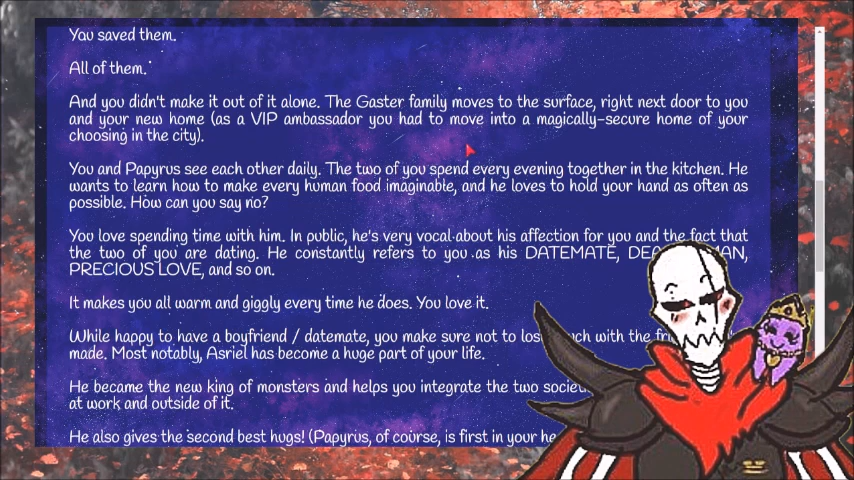 You saved them.
All of them.
And you didn't make it out of it alone. The Gaster family moves to the surface, right next door to you
and your new home (as a VIP ambassador you had to move into a magically-secure home of your
choosing in the city).
You and Papyrus see each other daily. The two of you spend every evening together in the kitchen. He
wants to learn how to make every human food imaginable, and he loves to hold your hand as often as
possible. How can you say no?
You love spending time with him. In public, he's very vocal about his affection for you and the fact that
the two of you are dating. He constantly refers to you as his DATEMATE,
PRECIOUS LOVE, and so on.
It makes you all warm and giggly every time he does. You love it.
While happy to have a boyfriend / datemate, you make sure not to with the
made. Most notably, Asriel has become a huge part of your life.
He became the new king of monsters and helps you integrate the two
at work and outside of it.
He also gives the second best hugs! (Papyrus, of course, is first in your